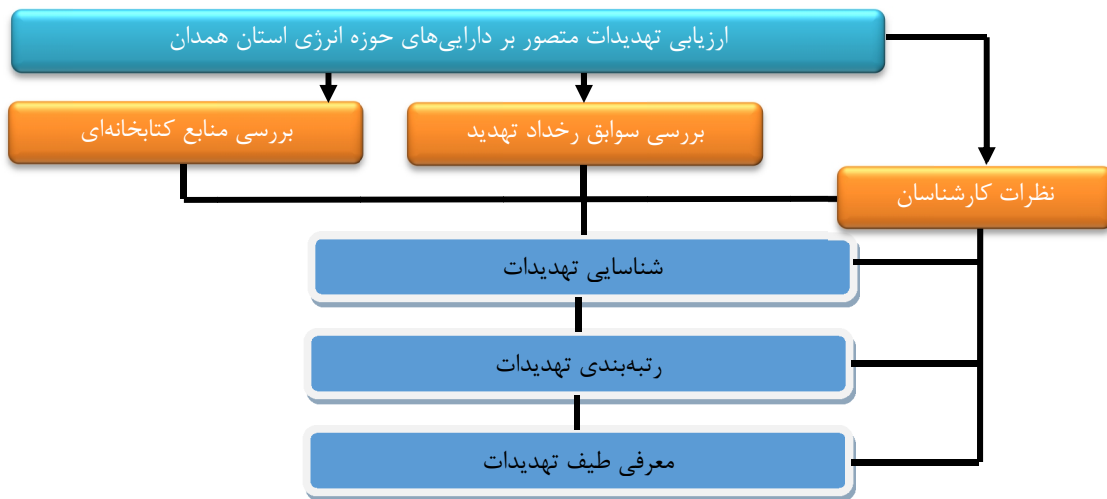 ارزیابی تهدیدات متصور بر دارایی‌های حوزه انرژی استان همدان
بررسی سوابق رخداد تهدید
بررسی منابع کتابخانه‌ای
نظرات کارشناسان
شناسایی تهدیدات
رتبه‌بندی تهدیدات
معرفی طیف تهدیدات